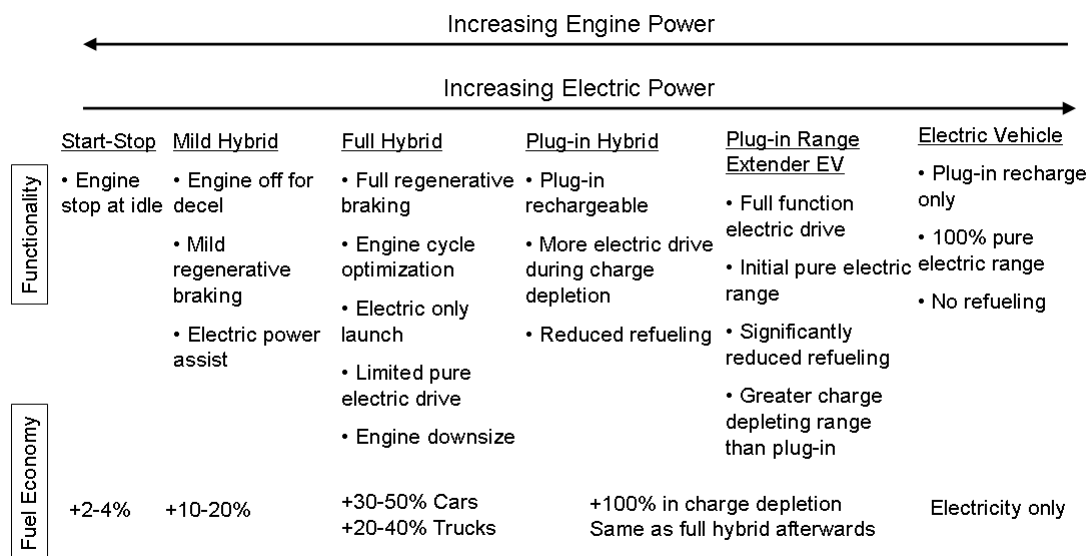 Increasing Engine Power
Increasing Electric Power
Functionality
Start-Stop
• Engine
stop at idle
Mild Hybrid
• Engine off for
decel
• Mild
regenerative
braking
• Electric power
assist
Full Hybrid
• Full regenerative
braking
• Engine cycle
optimization
• Electric only
launch
• Limited pure
electric drive
• Engine downsize
Plug-in Hybrid
• Plug-in
rechargeable
• More electric drive
during charge
depletion
• Reduced refueling
Plug-in Range
Extender EV
• Full function
electric drive
• Initial pure electric
range
• Significantly
reduced refueling
• Greater charge
depleting range
than plug-in
Electric Vehicle
• Plug-in recharge
only
• 100% pure
electric range
• No refueling
Fuel Economy
+2-4%
+10-20%
+30-50% Cars
+20-40% Trucks
+100% in charge depletion
Same as full hybrid afterwards
Electricity only